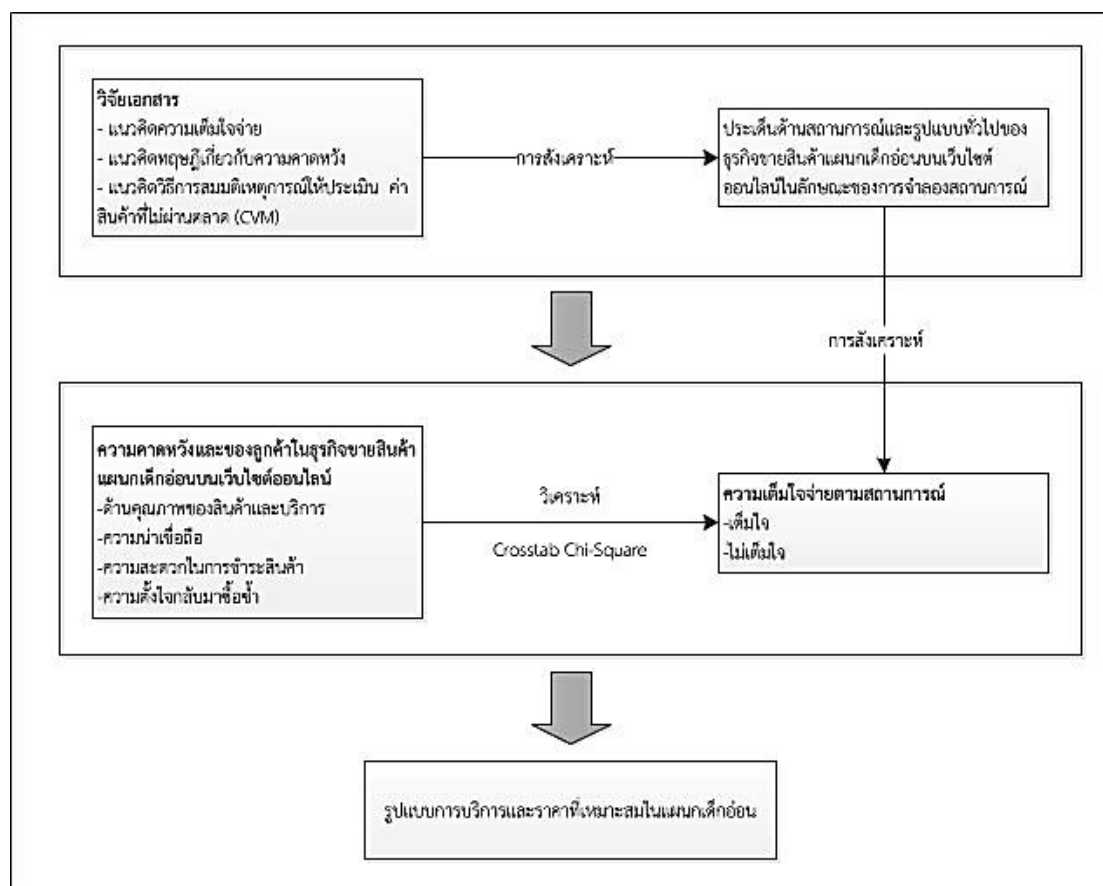 วิจัยเอกสาร
- แนวคิดความเต็มใจจ่าย
- แนวคิดทฤษฎีเกี่ยวกับความคาดหวัง
- แนวคิดวิธีการสมมติเหตุการณ์ให้ประเมิน ค่า
สินค้าที่ไม่ผ่านตลาด (CVM)
การสังเคราะห์
ประเด็นด้านสถานการณ์และรูปแบบทั่วไปของ
ธุรกิจขายสินค้าแผนกเด็กอ่อนบนเว็บไซต์
ออนไลน์ในลักษณะของการจำลองสถานการณ์
การสังเคราะห์
ความคาดหวังและของลูกค้าในธุรกิจขายสินค้า
แผนกเด็กอ่อนบนเว็บไซต์ออนไลน์
-ด้านคุณภาพของสินค้าและบริการ
-ความน่าเชื่อถือ
-ความสะดวกในการชำระสินค้า
-ความตั้งใจกลับมาซื้อซ้ำ
วิเคราะห์
Crosstab Chi-Square
ความเต็มใจจ่ายตามสถานการณ์
-เต็มใจ
-ไม่เต็มใจ
รูปแบบการบริการและราคาที่เหมาะสมในแผนกเด็กอ่อน